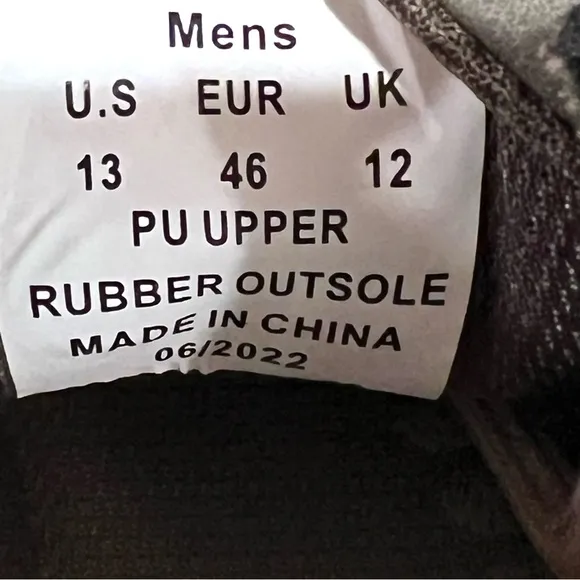 Mens
U.S EUR UK
13 46 12
PU UPPER
RUBBER OUTSOLE
MADE IN CHINA
06/2022